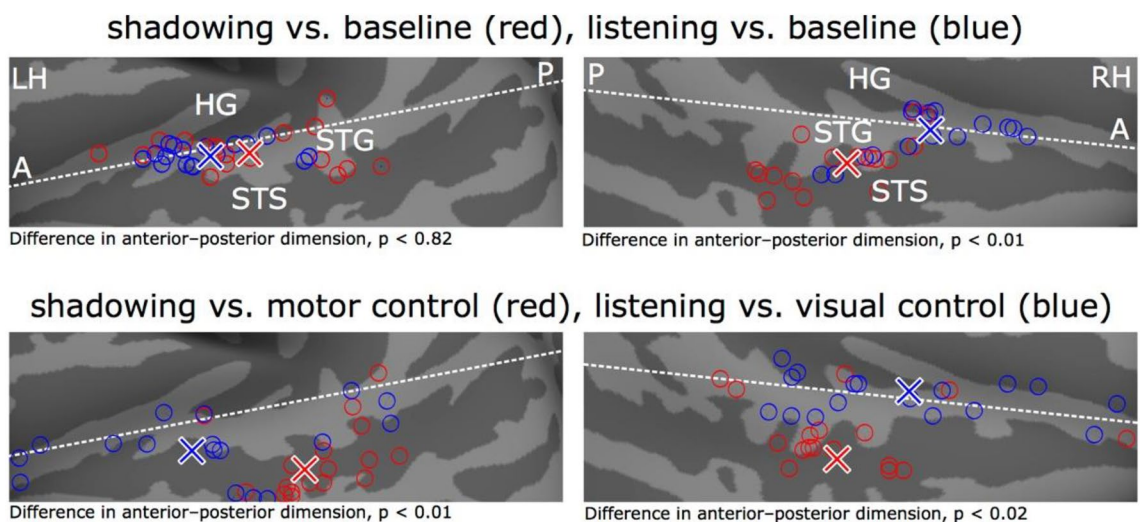 shadowing vs. baseline (red), listening vs. baseline (blue)
LH
P
HG
STG
A
STS
P
HG
RH
STG
A
STS
Difference in anterior–posterior dimension, p < 0.82
Difference in anterior–posterior dimension, p < 0.01
shadowing vs. motor control (red), listening vs. visual control (blue)
Difference in anterior–posterior dimension, p < 0.01
Difference in anterior–posterior dimension, p < 0.02